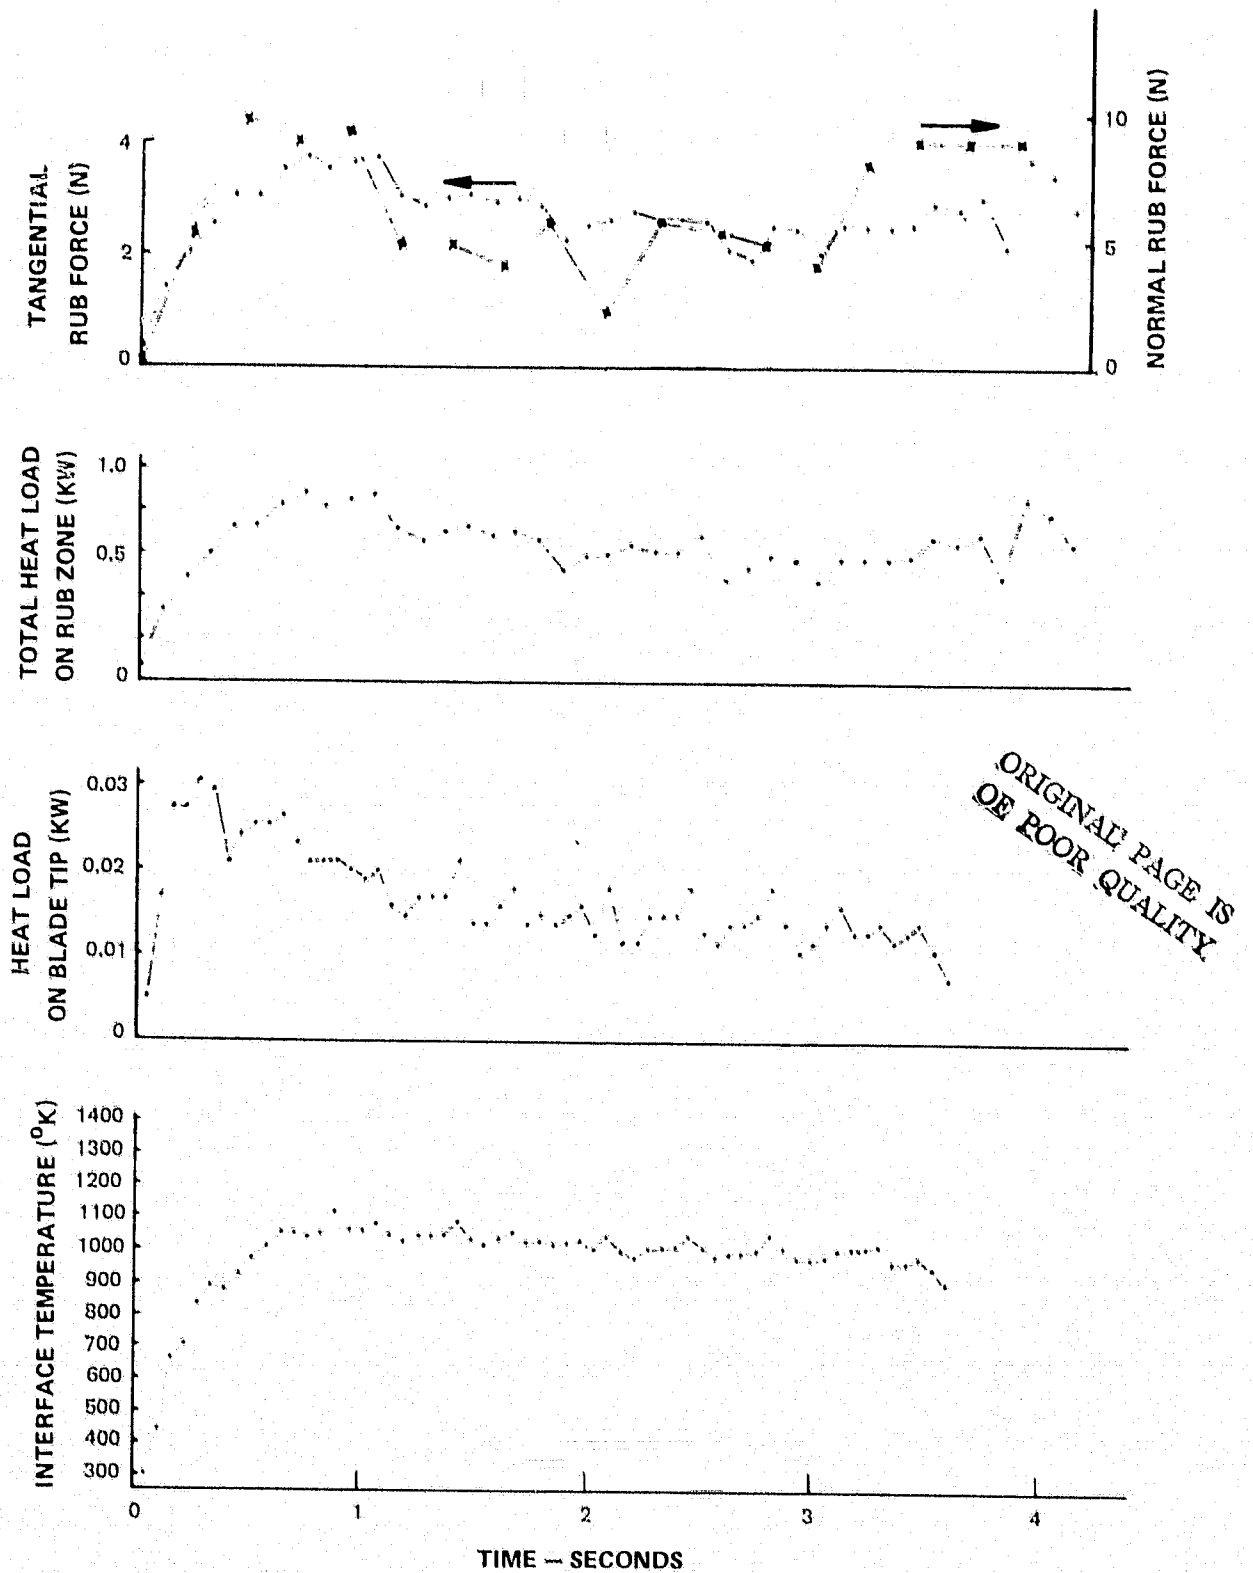 TANGENTIAL
RUB FORCE (N)
4
2
0
NORMAL RUB FORCE (N)
10
5
0
TOTAL HEAT LOAD
ON RUB ZONE (KW)
1.0
0.5
0
HEAT LOAD
ON BLADE TIP (KW)
0.03
0.02
0.01
0
ORIGINAL PAGE IS
OF POOR QUALITY
INTERFACE TEMPERATURE (°K)
1400
1300
1200
1100
1000
900
800
700
600
500
400
300
0 1 2 3 4
TIME – SECONDS